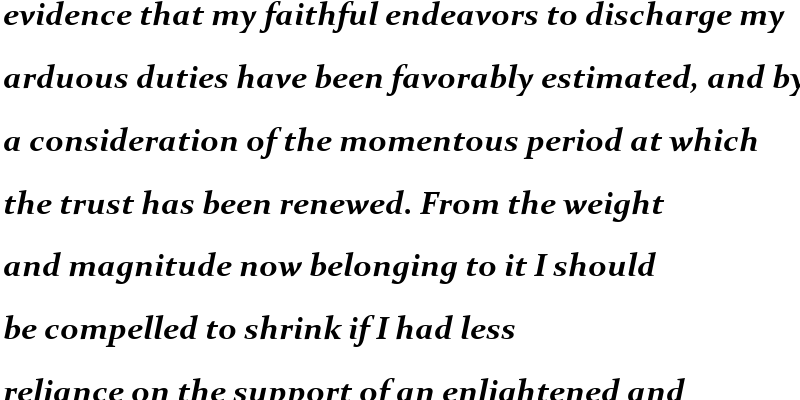 evidence that my faithful endeavors to discharge my
arduous duties have been favorably estimated, and by
a consideration of the momentous period at which
the trust has been renewed. From the weight
and magnitude now belonging to it I should
be compelled to shrink if I had less
reliance on the support of an enlightened and